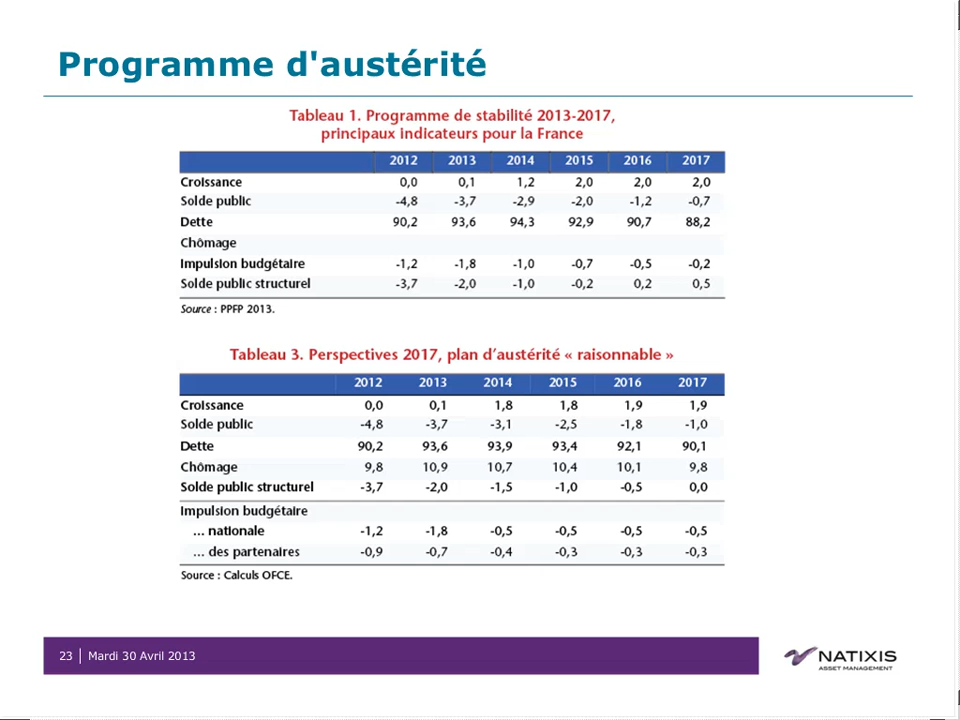 Programme d'austérité
Tableau 1. Programme de stabilité 2013-2017,
principaux indicateurs pour la France
2012 2013 2014 2015 2016 2017
Croissance 0,0 0,1 1,2 2,0 2,0 2,0
Solde public -4,8 -3,7 -2,9 -2,0 -1,2 -0,7
Dette 90,2 93,6 94,3 92,9 90,7 88,2
Chômage
Impulsion budgétaire -1,2 -1,8 -1,0 -0,7 -0,5 -0,2
Solde public structurel -3,7 -2,0 -1,0 -0,2 0,2 0,5
Source : PPFP 2013.
Tableau 3. Perspectives 2017, plan d'austérité « raisonnable »
2012 2013 2014 2015 2016 2017
Croissance 0,0 0,1 1,8 1,8 1,9 1,9
Solde public -4,8 -3,7 -3,1 -2,5 -1,8 -1,0
Dette 90,2 93,6 93,9 93,4 92,1 90,1
Chômage 9,8 10,9 10,7 10,4 10,1 9,8
Solde public structurel -3,7 -2,0 -1,5 -1,0 -0,5 0,0
Impulsion budgétaire
... nationale -1,2 -1,8 -0,5 -0,5 -0,5 -0,5
... des partenaires -0,9 -0,7 -0,4 -0,3 -0,3 -0,3
Source : Calculs OFCE.
23 Mardi 30 Avril 2013
NATIXIS
ASSET MANAGEMENT